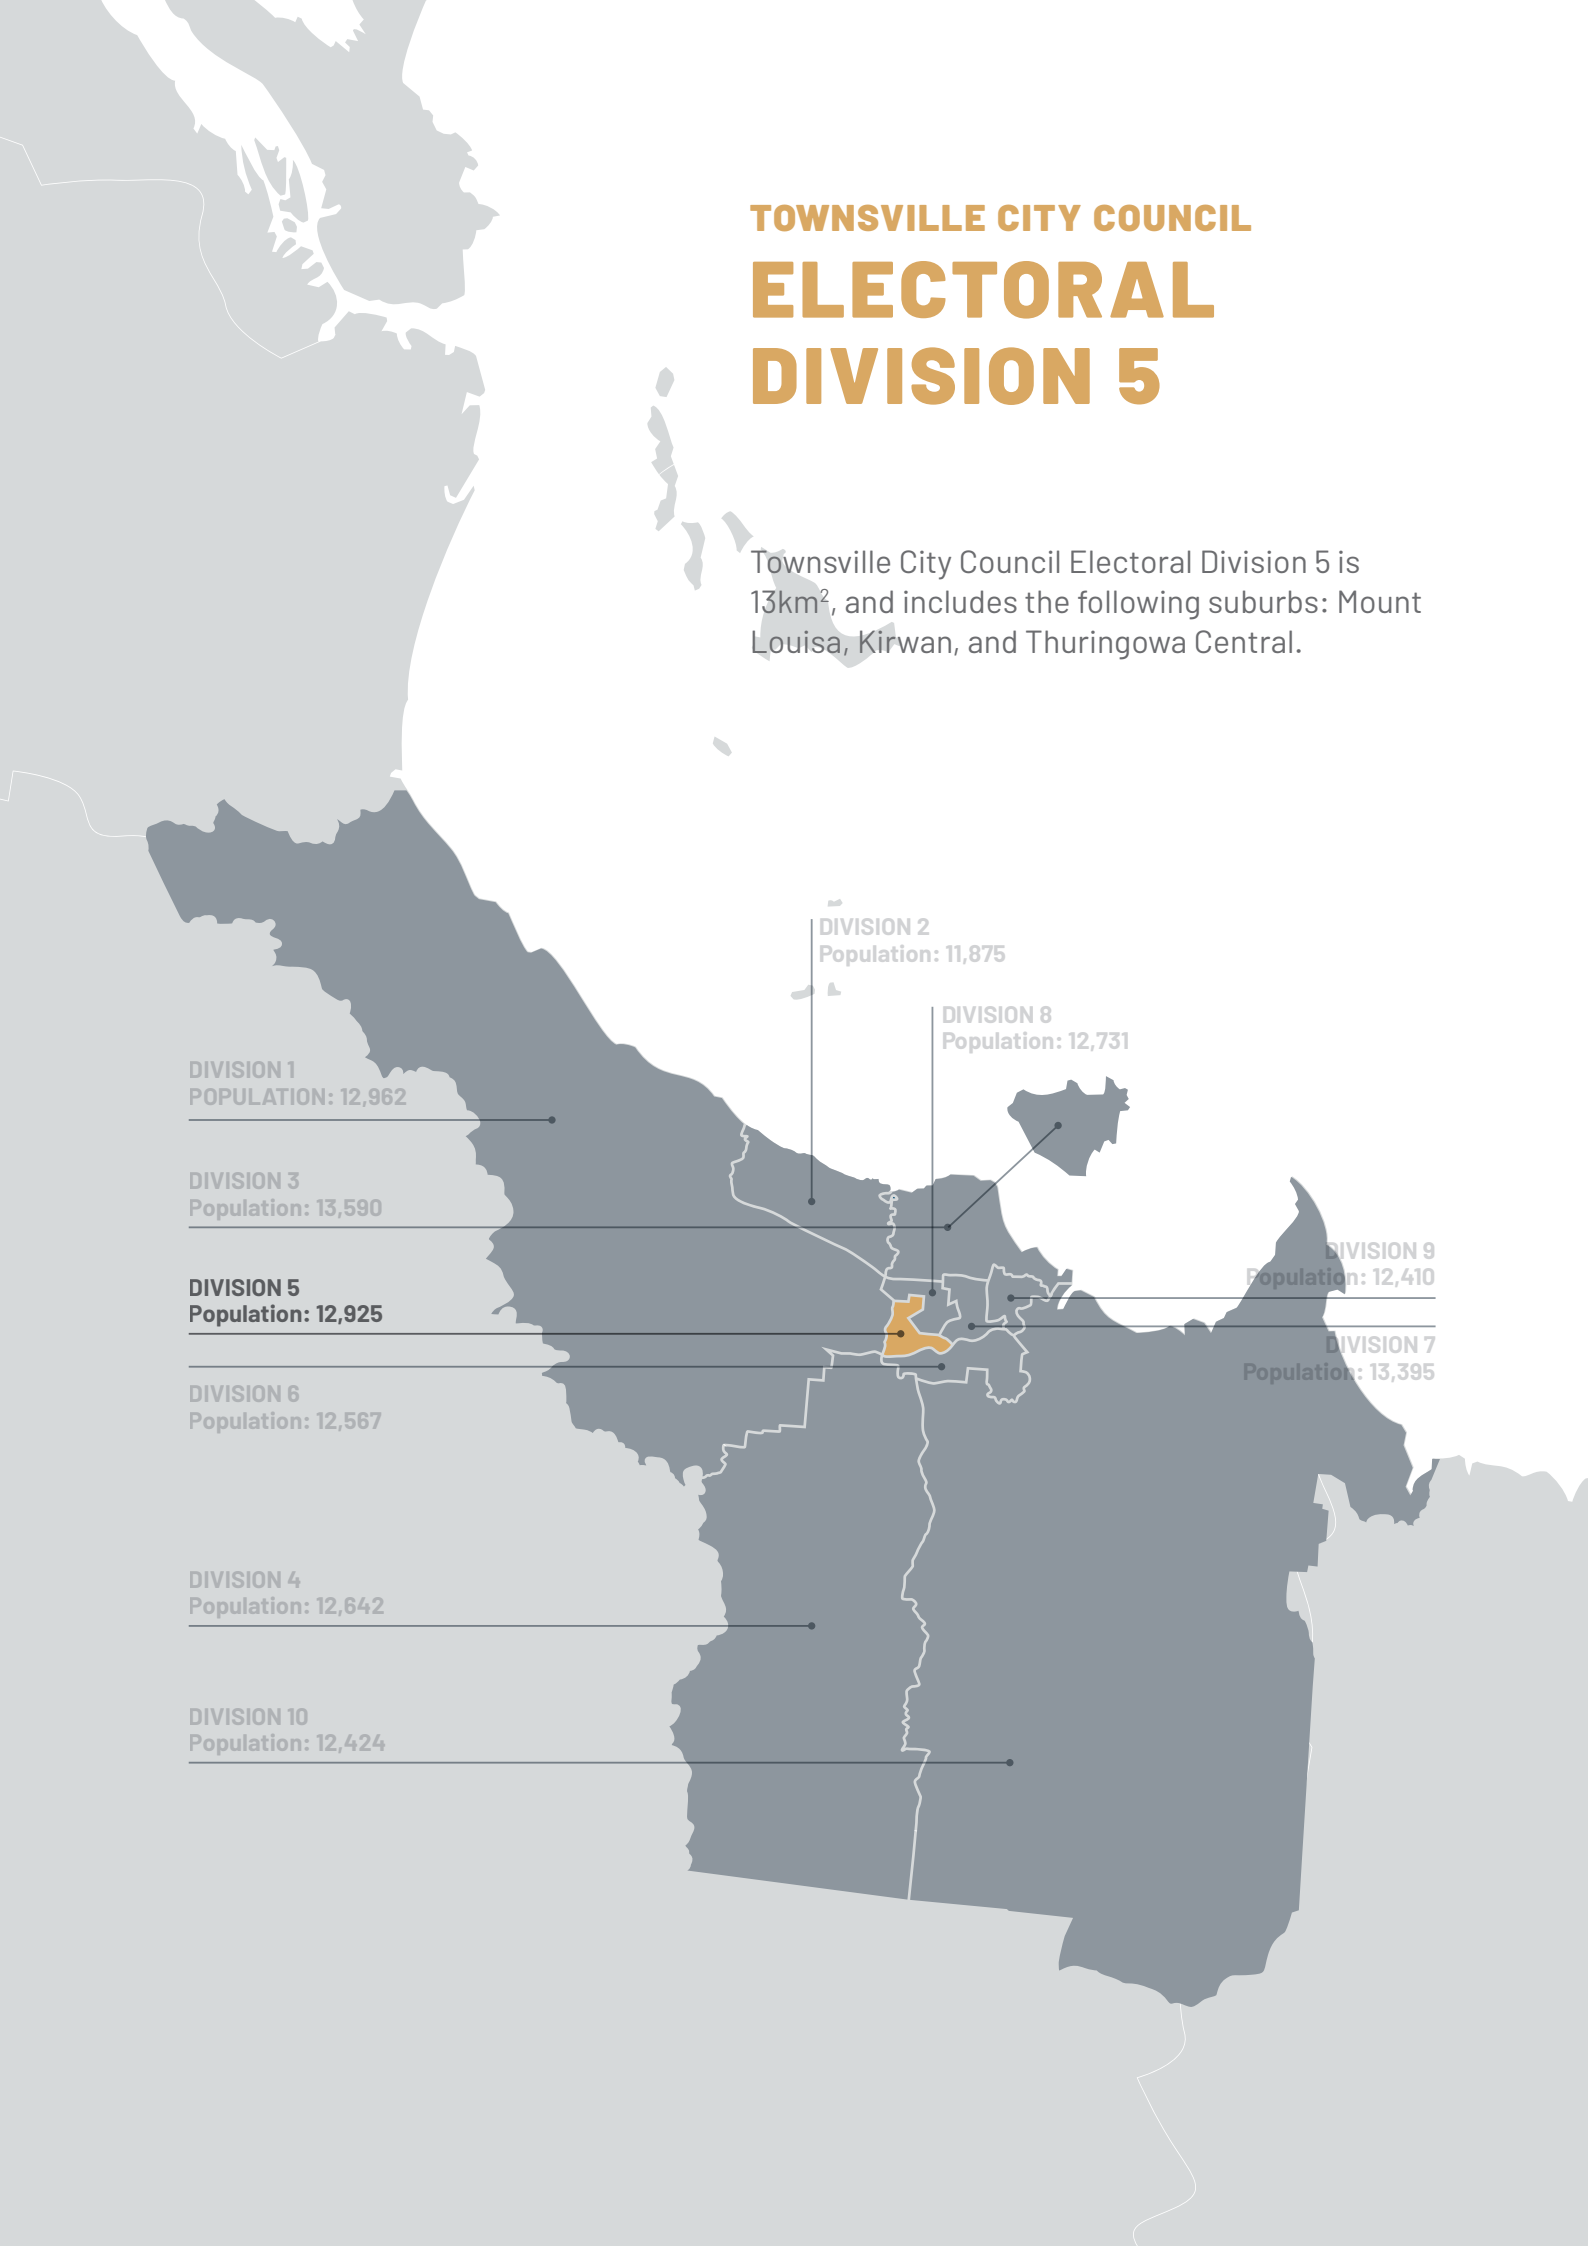 TOWNSVILLE CITY COUNCIL
ELECTORAL
DIVISION 5
Townsville City Council Electoral Division 5 is
13km², and includes the following suburbs: Mount
Louisa, Kirwan, and Thuringowa Central.
DIVISION 2
Population: 11,875
DIVISION 8
Population: 12,731
DIVISION 1
POPULATION: 12,962
DIVISION 3
Population: 13,590
DIVISION 9
Population: 12,410
DIVISION 5
Population: 12,925
DIVISION 7
Population: 13,395
DIVISION 6
Population: 12,567
DIVISION 4
Population: 12,642
DIVISION 10
Population: 12,424